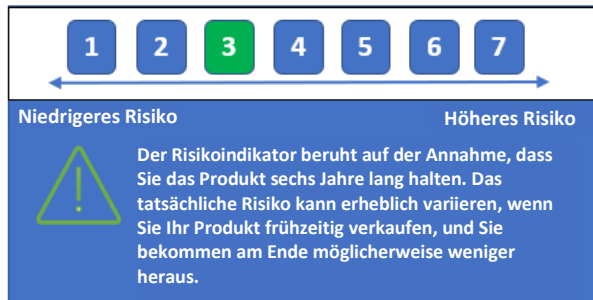 1 2 3 4 5 6 7
Niedrigeres Risiko Höheres Risiko
Der Risikoindikator beruht auf der Annahme, dass
Sie das Produkt sechs Jahre lang halten. Das
tatsächliche Risiko kann erheblich variieren, wenn
Sie Ihr Produkt frühzeitig verkaufen, und Sie
bekommen am Ende möglicherweise weniger
heraus.